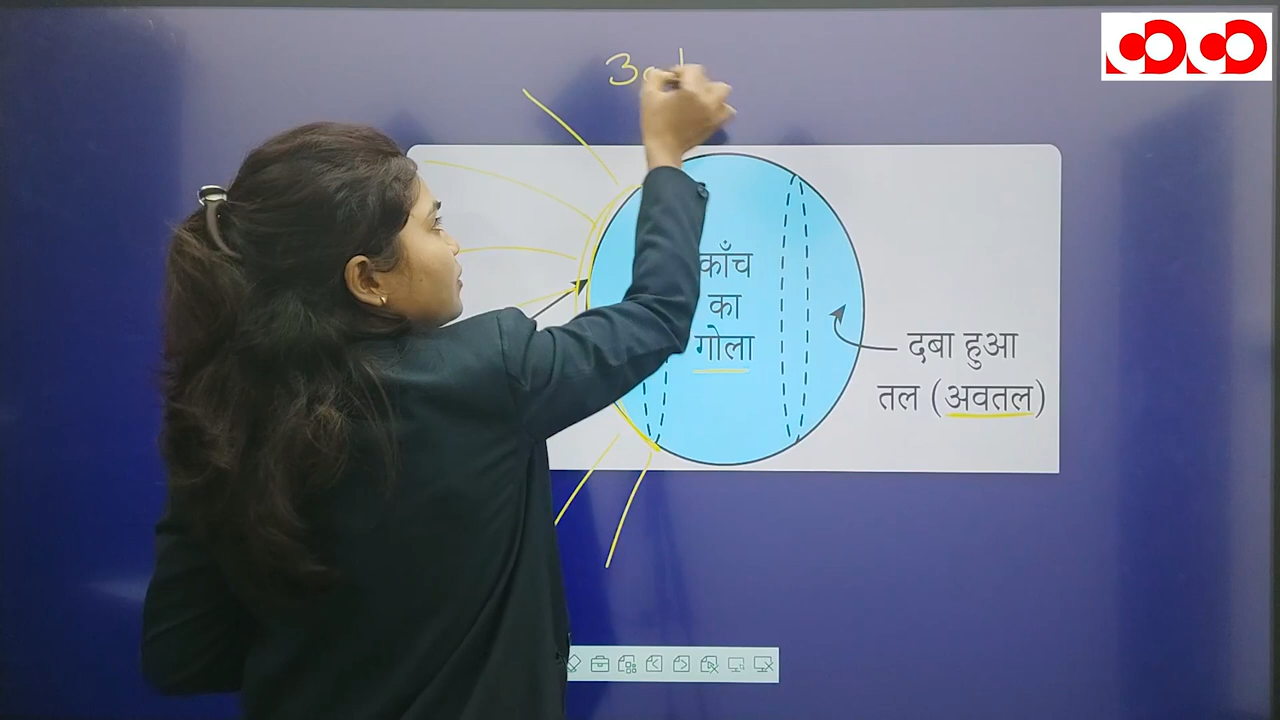 काँच
का
गोला
दबा हुआ
तल (अवतल)